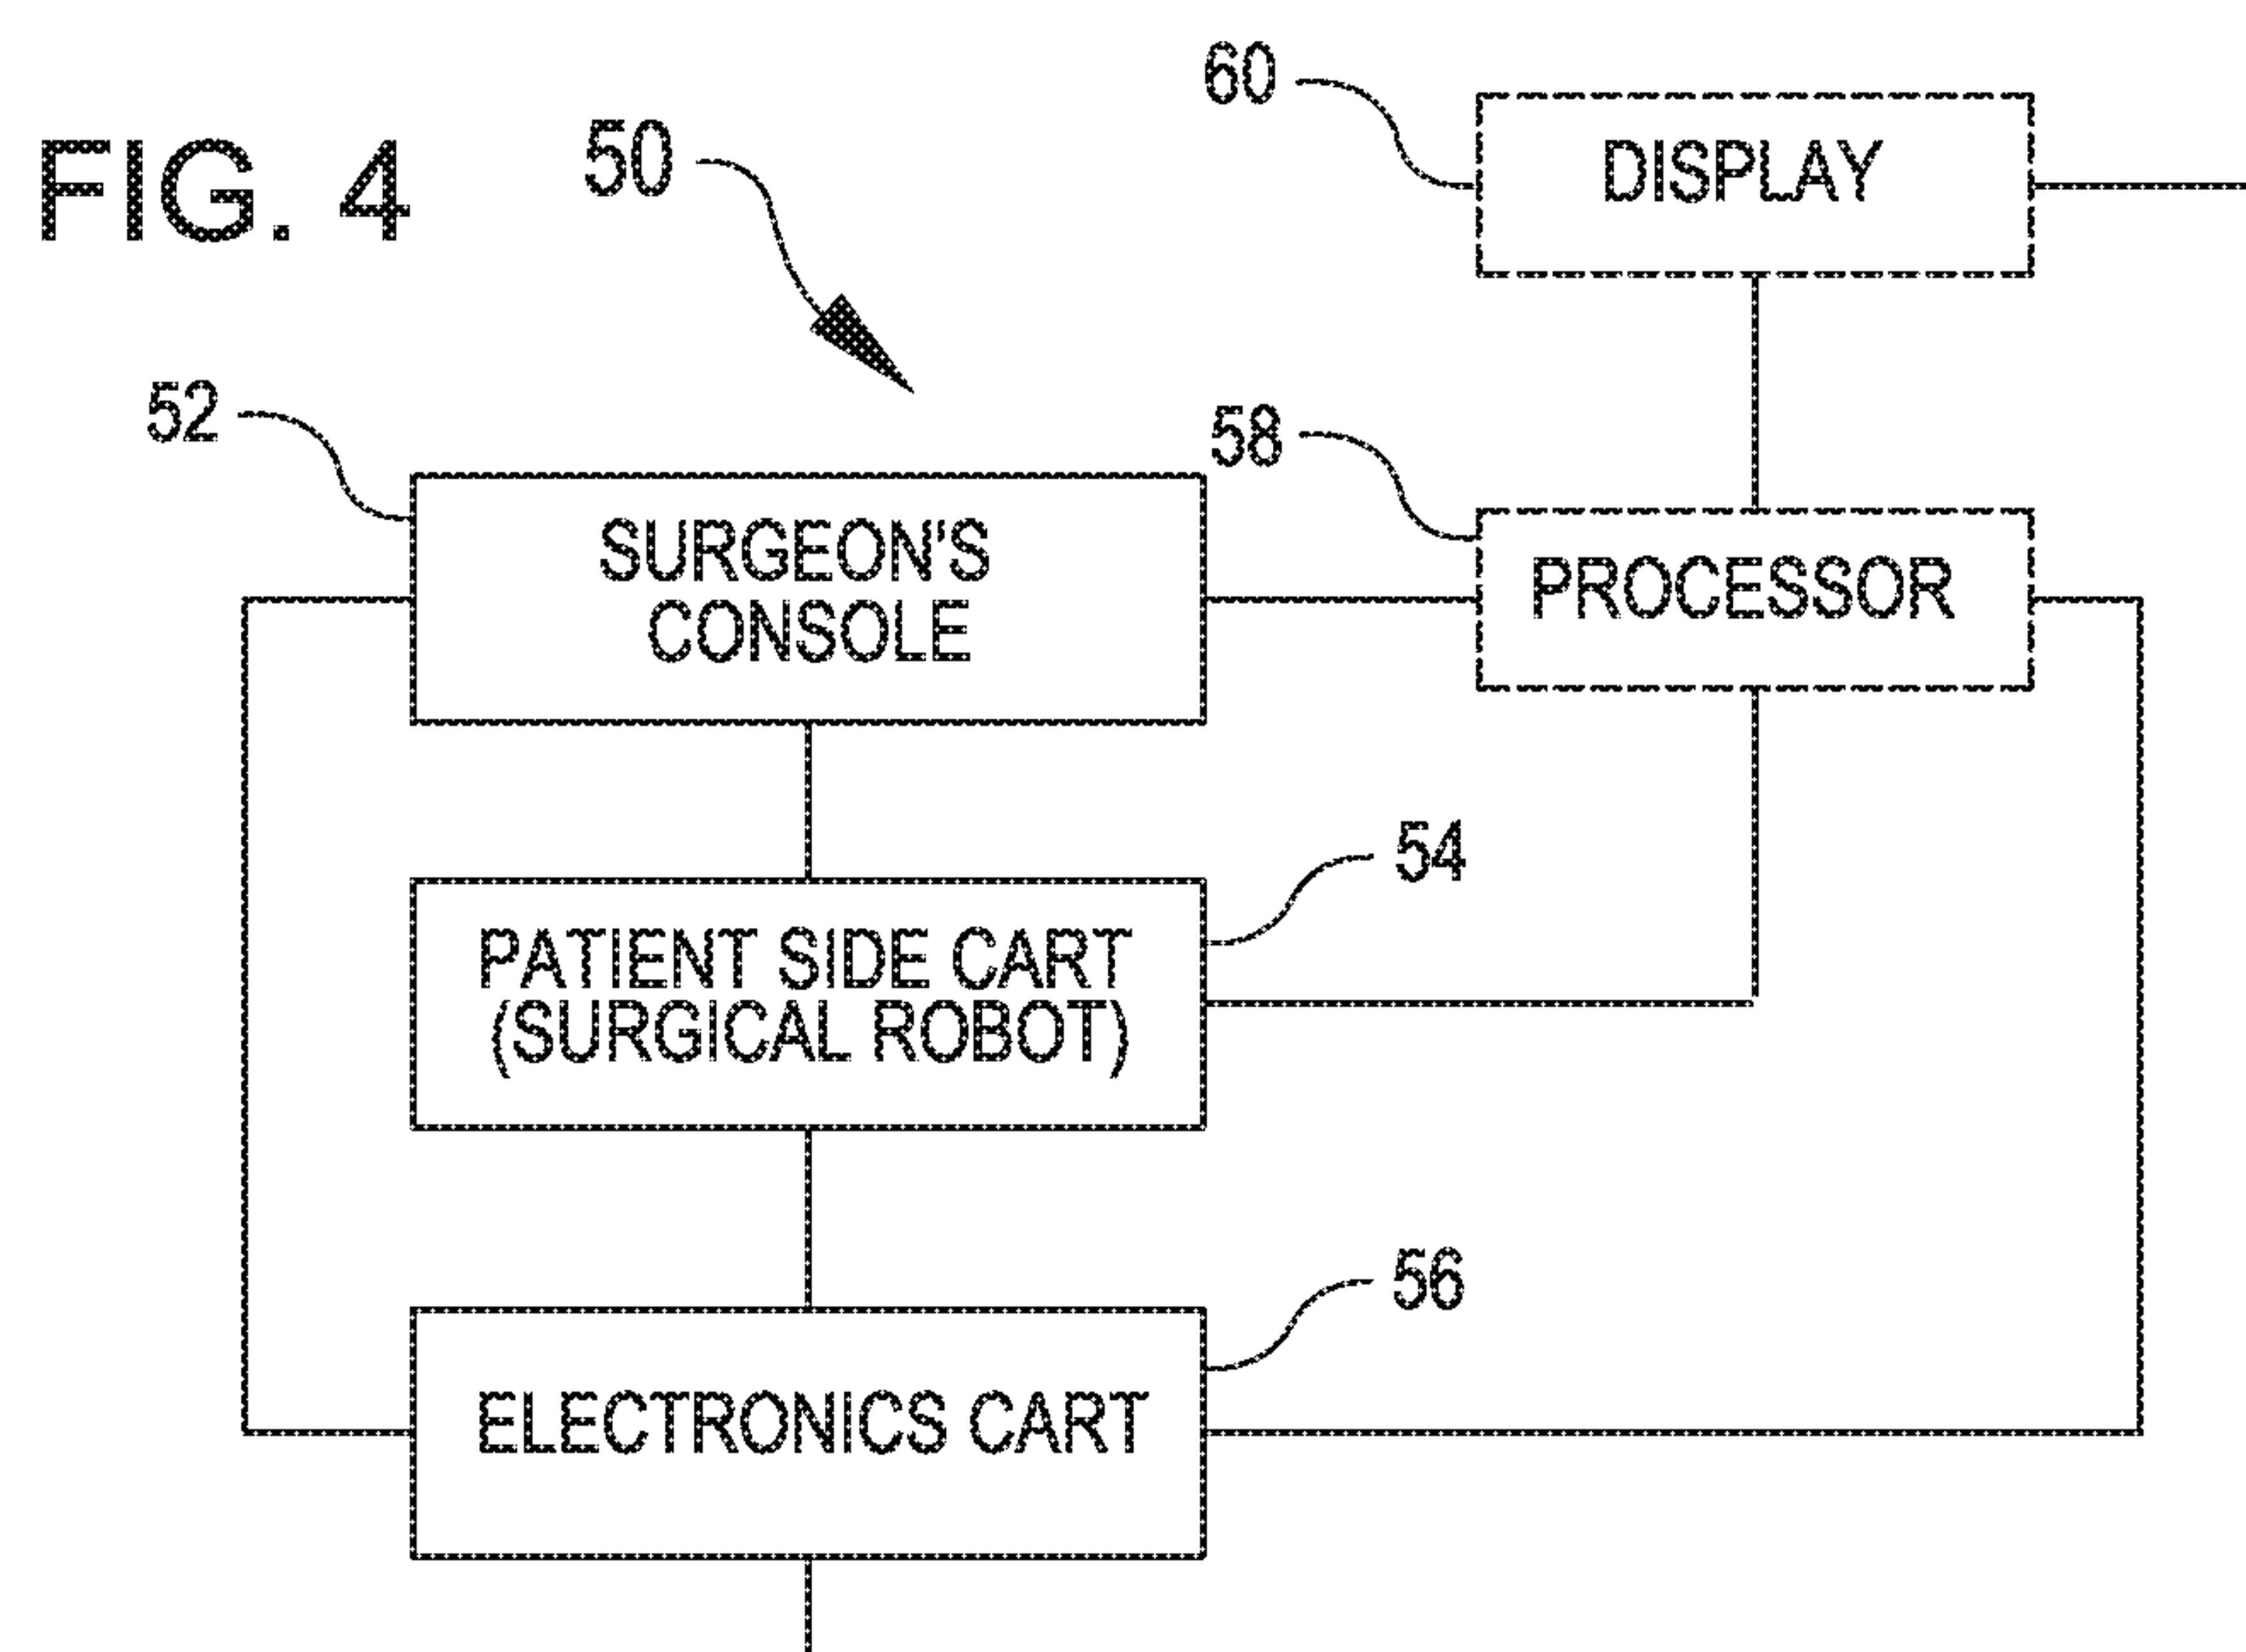 FIG. 4
50
60
DISPLAY
52
58
SURGEON'S
CONSOLE
PROCESSOR
54
PATIENT SIDE CART
(SURGICAL ROBOT)
56
ELECTRONICS CART